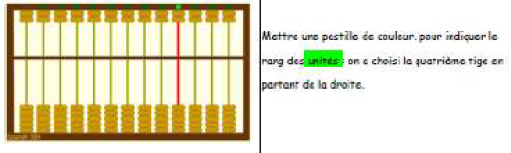 Mettre une pastille de couleur, pour indiquer le
rang des unités : on a choisi la quatrième tige en
partant de la droite.